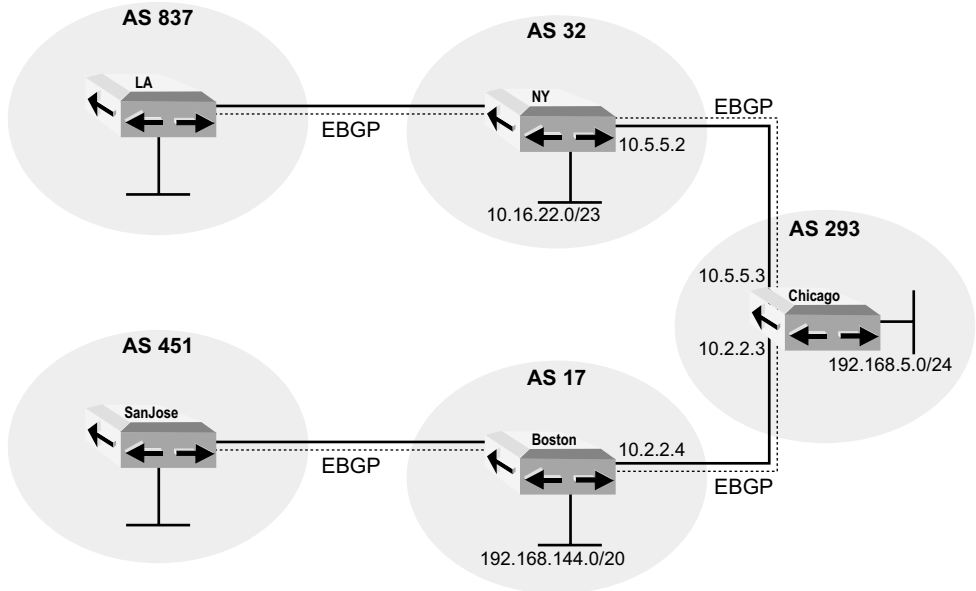 AS 837
AS 32
LA
NY
EBGP
EBGP
10.5.5.2
10.16.22.0/23
AS 293
10.5.5.3
Chicago
10.2.2.3
192.168.5.0/24
AS 451
AS 17
SanJose
Boston
10.2.2.4
EBGP
EBGP
192.168.144.0/20